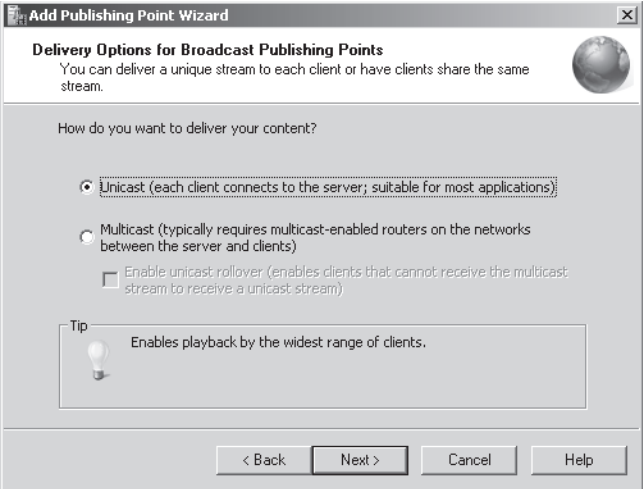 Add Publishing Point Wizard
Delivery Options for Broadcast Publishing Points
You can deliver a unique stream to each client or have clients share the same
stream.
How do you want to deliver your content?
Unicast (each client connects to the server; suitable for most applications)
Multicast (typically requires multicast-enabled routers on the networks
between the server and clients)
Enable unicast rollover (enables clients that cannot receive the multicast
stream to receive a unicast stream)
Tip
Enables playback by the widest range of clients.
< Back Next > Cancel Help